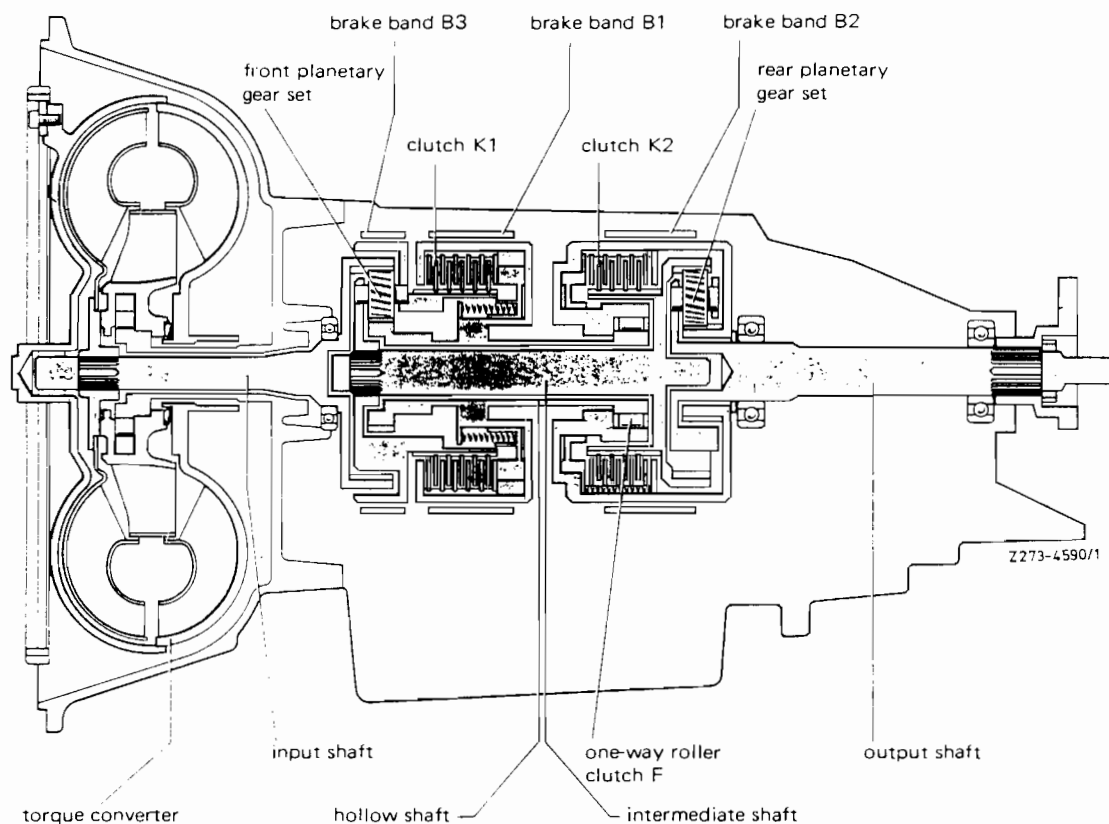 brake band B3
brake band B1
brake band B2
front planetary
gear set
rear planetary
gear set
clutch K1
clutch K2
Z273-4590/1
input shaft
one-way roller
clutch F
output shaft
torque converter
hollow shaft
intermediate shaft